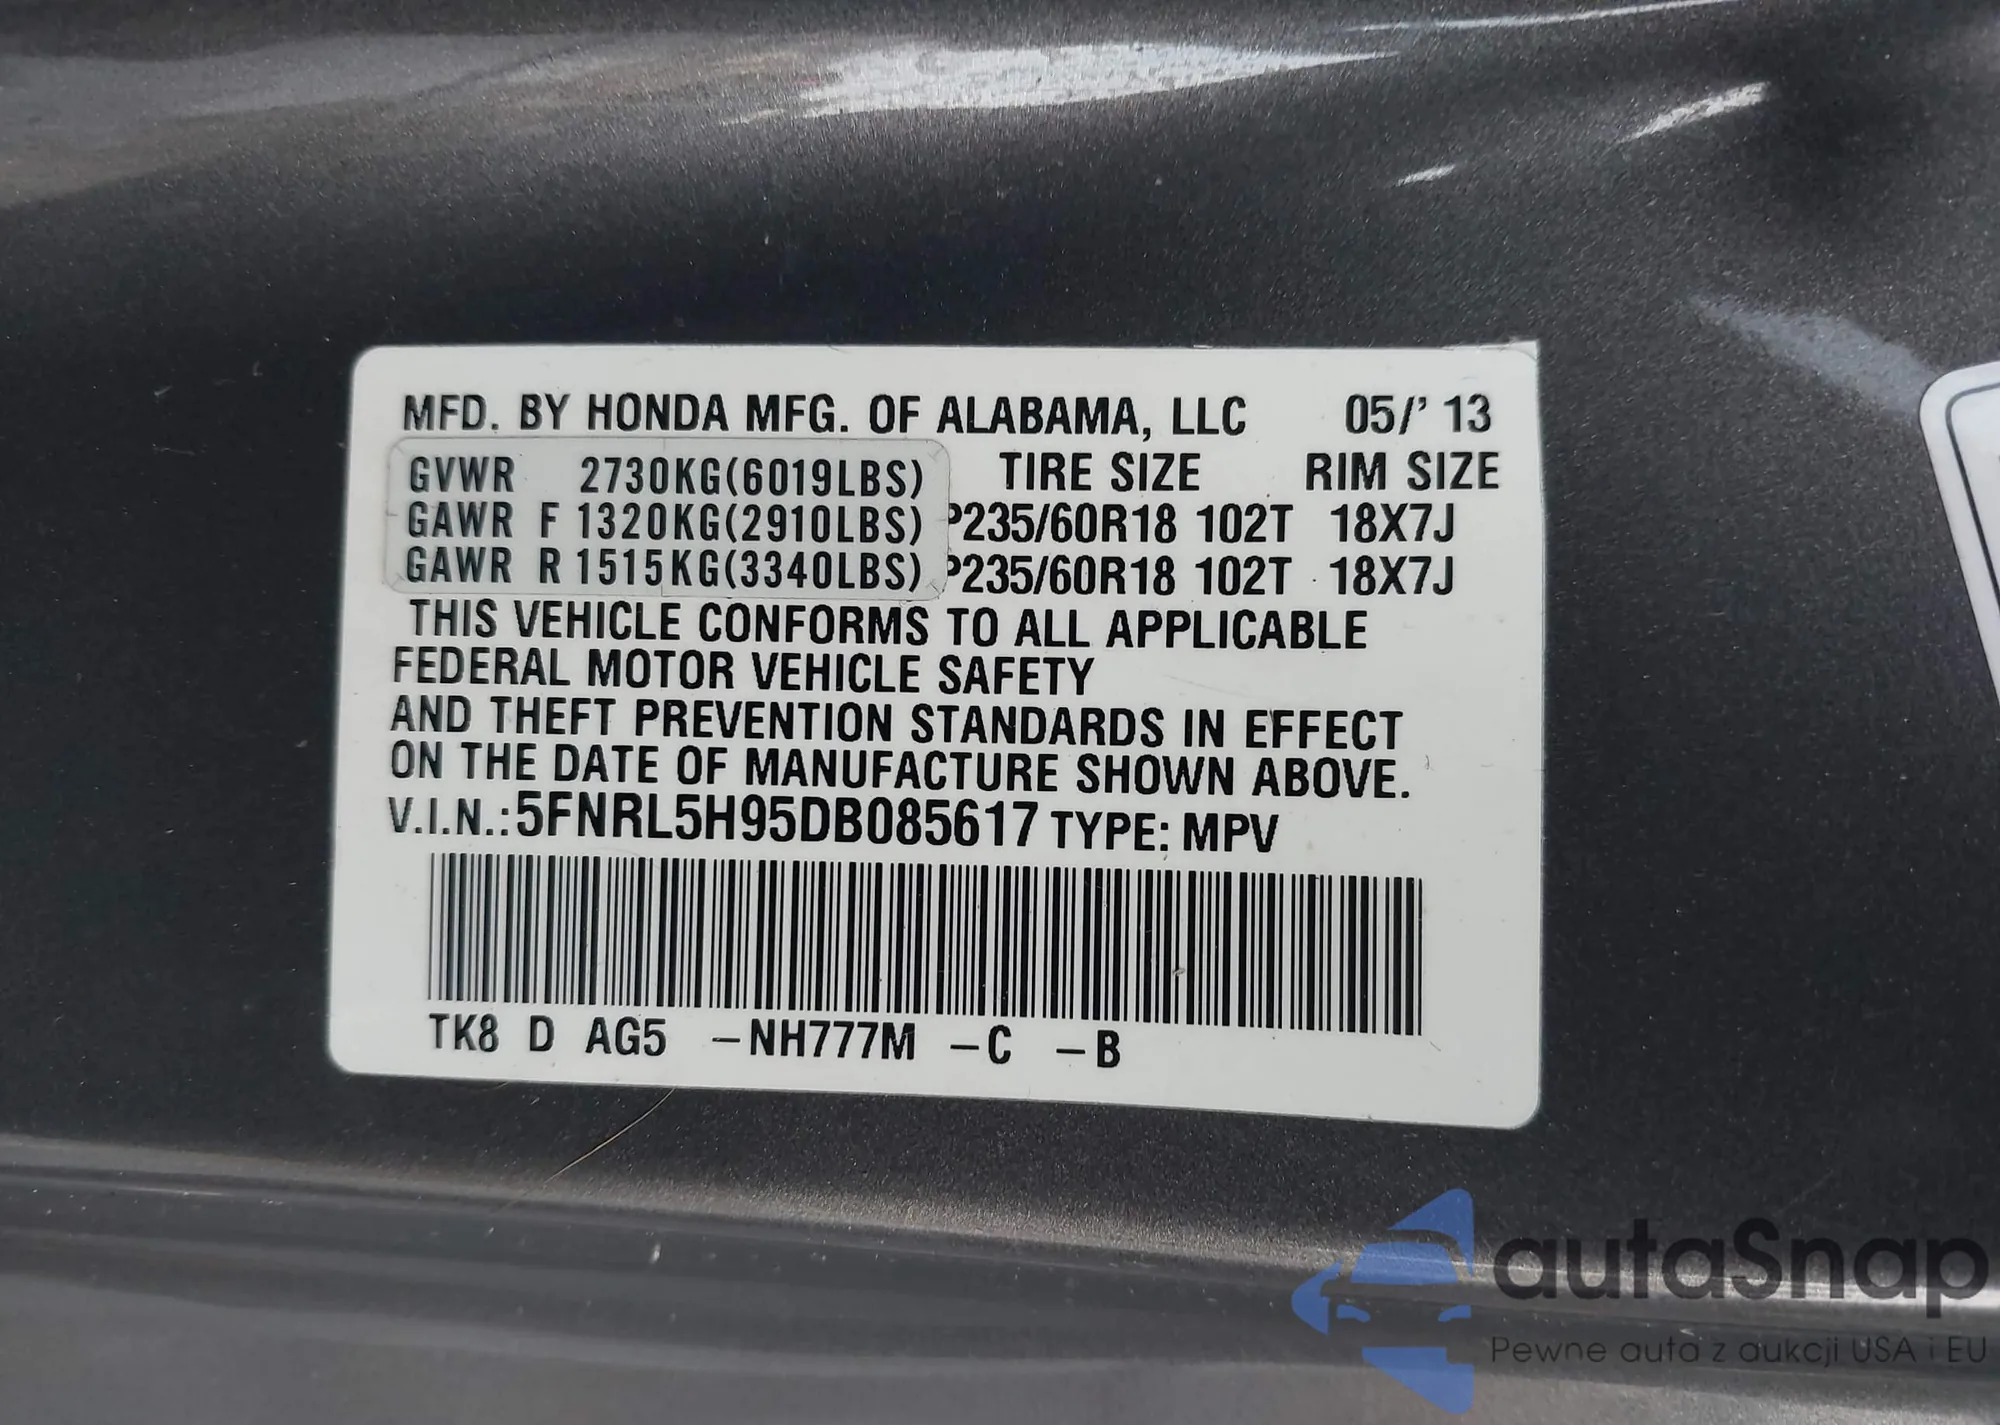 MFD. BY HONDA MFG. OF ALABAMA, LLC 05/' 13
GVWR 2730KG(6019LBS) TIRE SIZE RIM SIZE
GAWR F 1320KG(2910LBS) P235/60R18 102T 18X7J
GAWR R 1515KG(3340LBS) P235/60R18 102T 18X7J
THIS VEHICLE CONFORMS TO ALL APPLICABLE
FEDERAL MOTOR VEHICLE SAFETY
AND THEFT PREVENTION STANDARDS IN EFFECT
ON THE DATE OF MANUFACTURE SHOWN ABOVE.
V.I.N.: 5FNRL5H95DB085617 TYPE: MPV
TK8 D AG5 -NH777M -C -B
autaSnap
Pewne auta z aukcji USA i EU